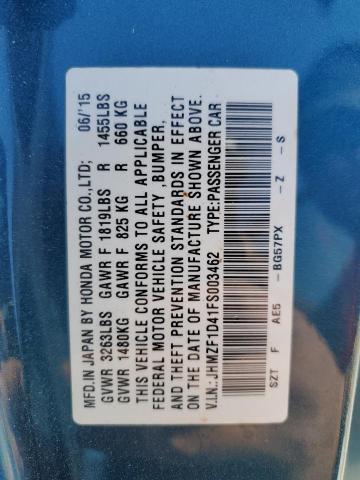 MFD.IN JAPAN BY HONDA MOTOR CO.,LTD; 06/'15
GVWR 3263LBS GAWR F 1819LBS R 1455LBS
GVWR 1480KG GAWR F 825 KG R 660 KG
THIS VEHICLE CONFORMS TO ALL APPLICABLE
FEDERAL MOTOR VEHICLE SAFETY ,BUMPER,
AND THEFT PREVENTION STANDARDS IN EFFECT
ON THE DATE OF MANUFACTURE SHOWN ABOVE.
V.I.N.: JHMZF1D41FS003462 TYPE:PASSENGER CAR
SZT F AE5 -BG57PX -Z -S